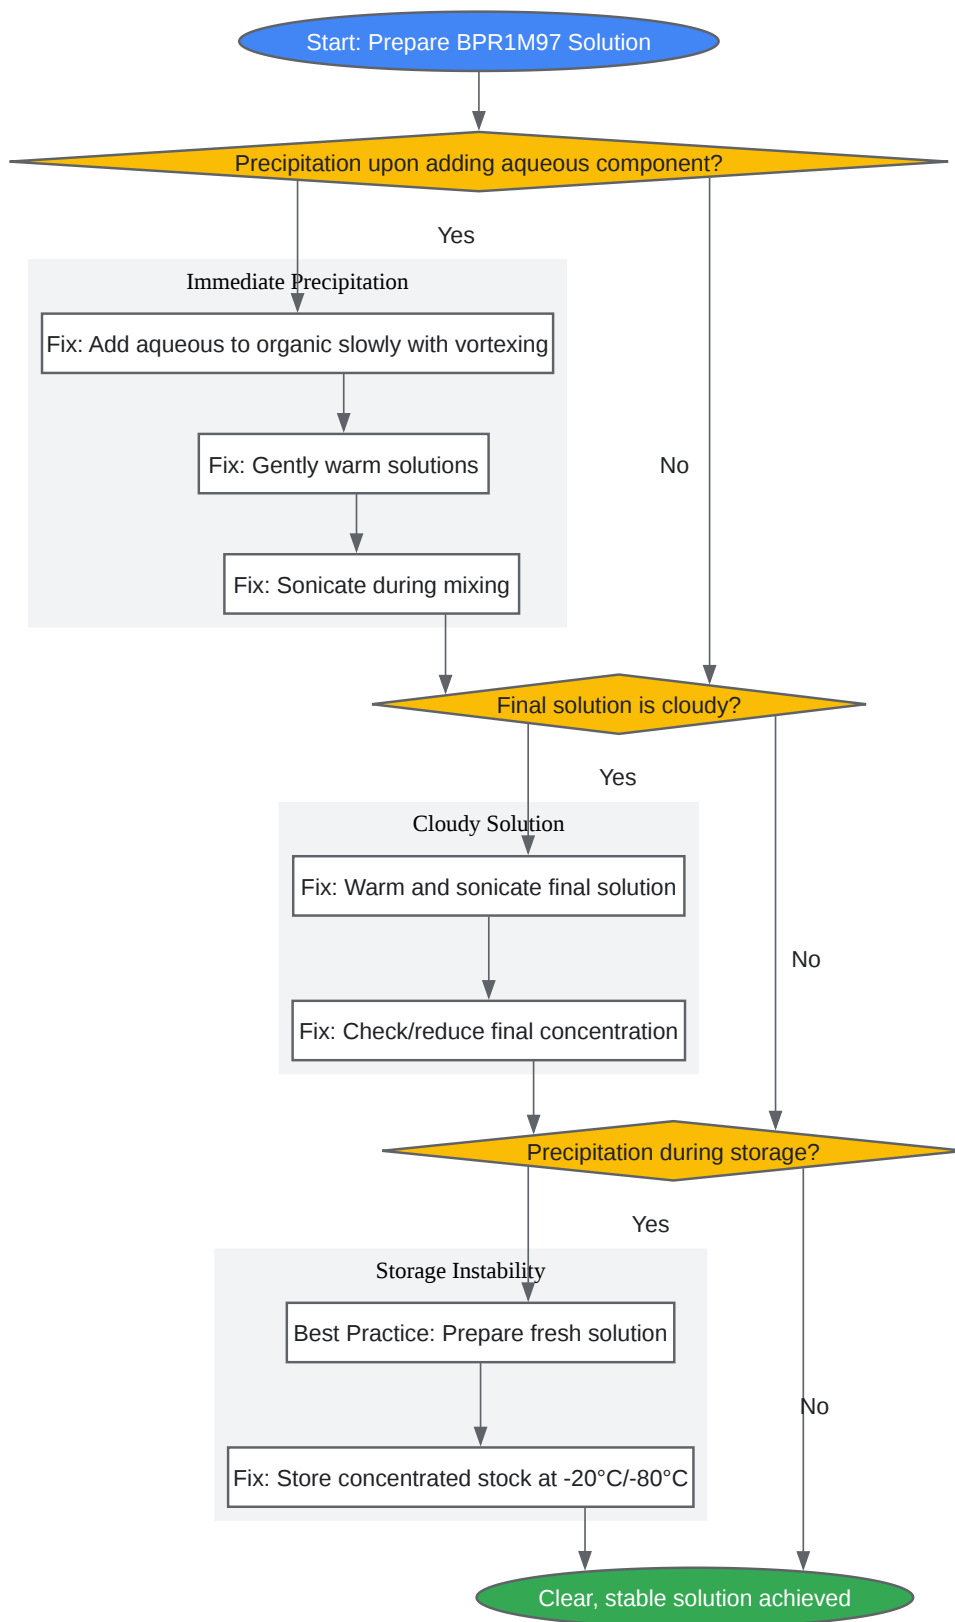 Start: Prepare BPR1M97 Solution
Precipitation upon adding aqueous component?
Yes
Immediate Precipitation
Fix: Add aqueous to organic slowly with vortexing
Fix: Gently warm solutions
No
Fix: Sonicate during mixing
Final solution is cloudy?
Yes
Cloudy Solution
Fix: Warm and sonicate final solution
No
Fix: Check/reduce final concentration
Precipitation during storage?
Yes
Storage Instability
Best Practice: Prepare fresh solution
No
Fix: Store concentrated stock at -20°C/-80°C
Clear, stable solution achieved